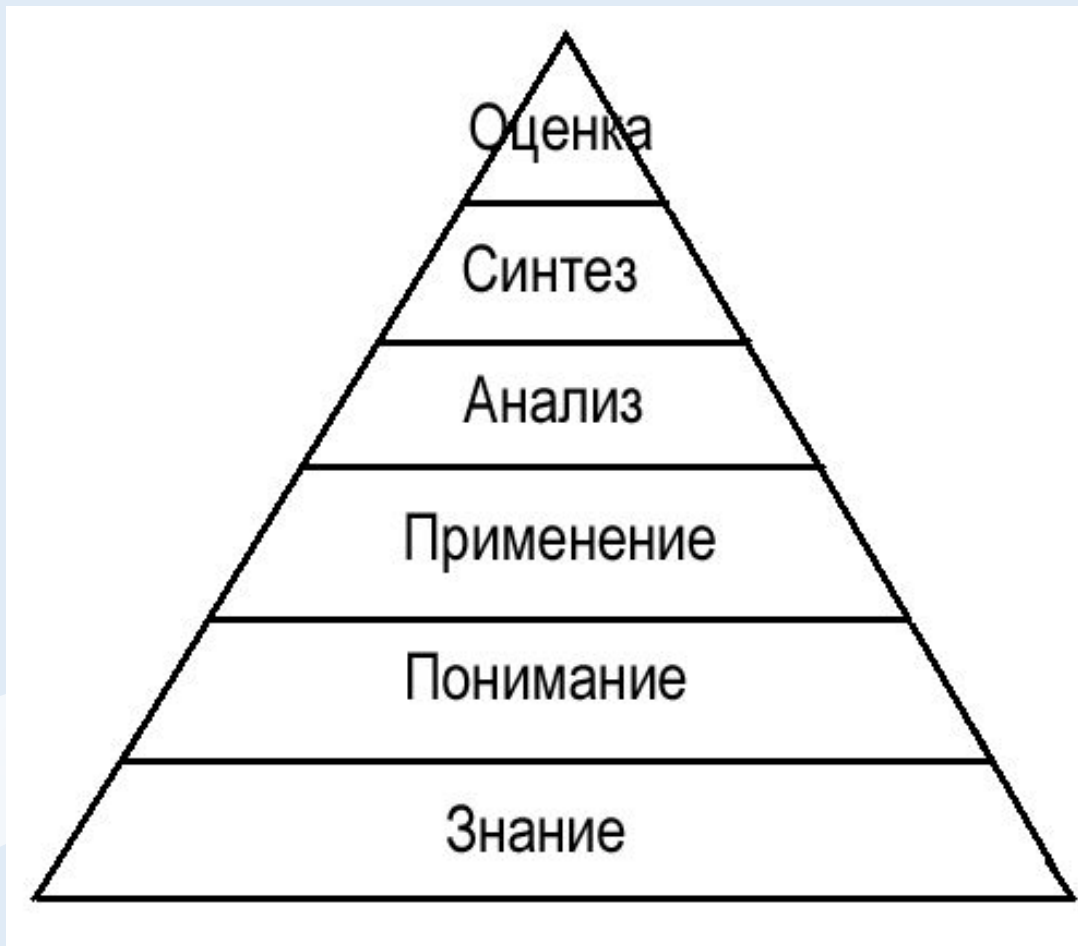 Оценка
Синтез
Анализ
Применение
Понимание
Знание